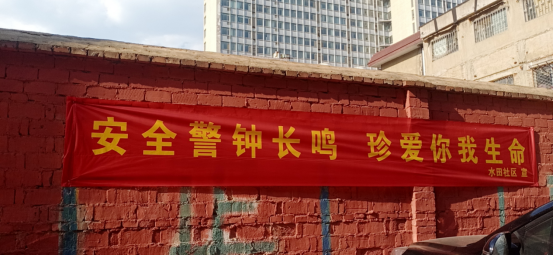 安全警钟长鸣 珍爱你我生命
水田社区 宣